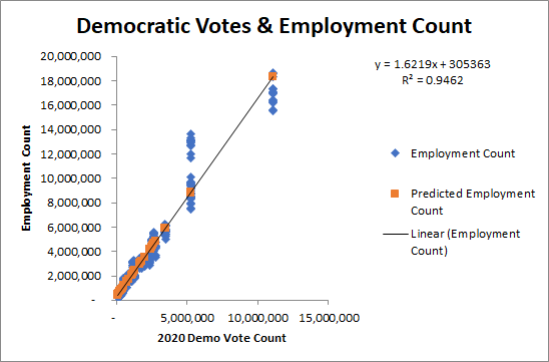 Democratic Votes & Employment Count
20,000,000
18,000,000
16,000,000
14,000,000
12,000,000
10,000,000
8,000,000
6,000,000
4,000,000
2,000,000
-
Employment Count
-
5,000,000
10,000,000
15,000,000
2020 Demo Vote Count
y = 1.6219x + 305363
R² = 0.9462
Employment Count
Predicted Employment
Count
Linear (Employment
Count)